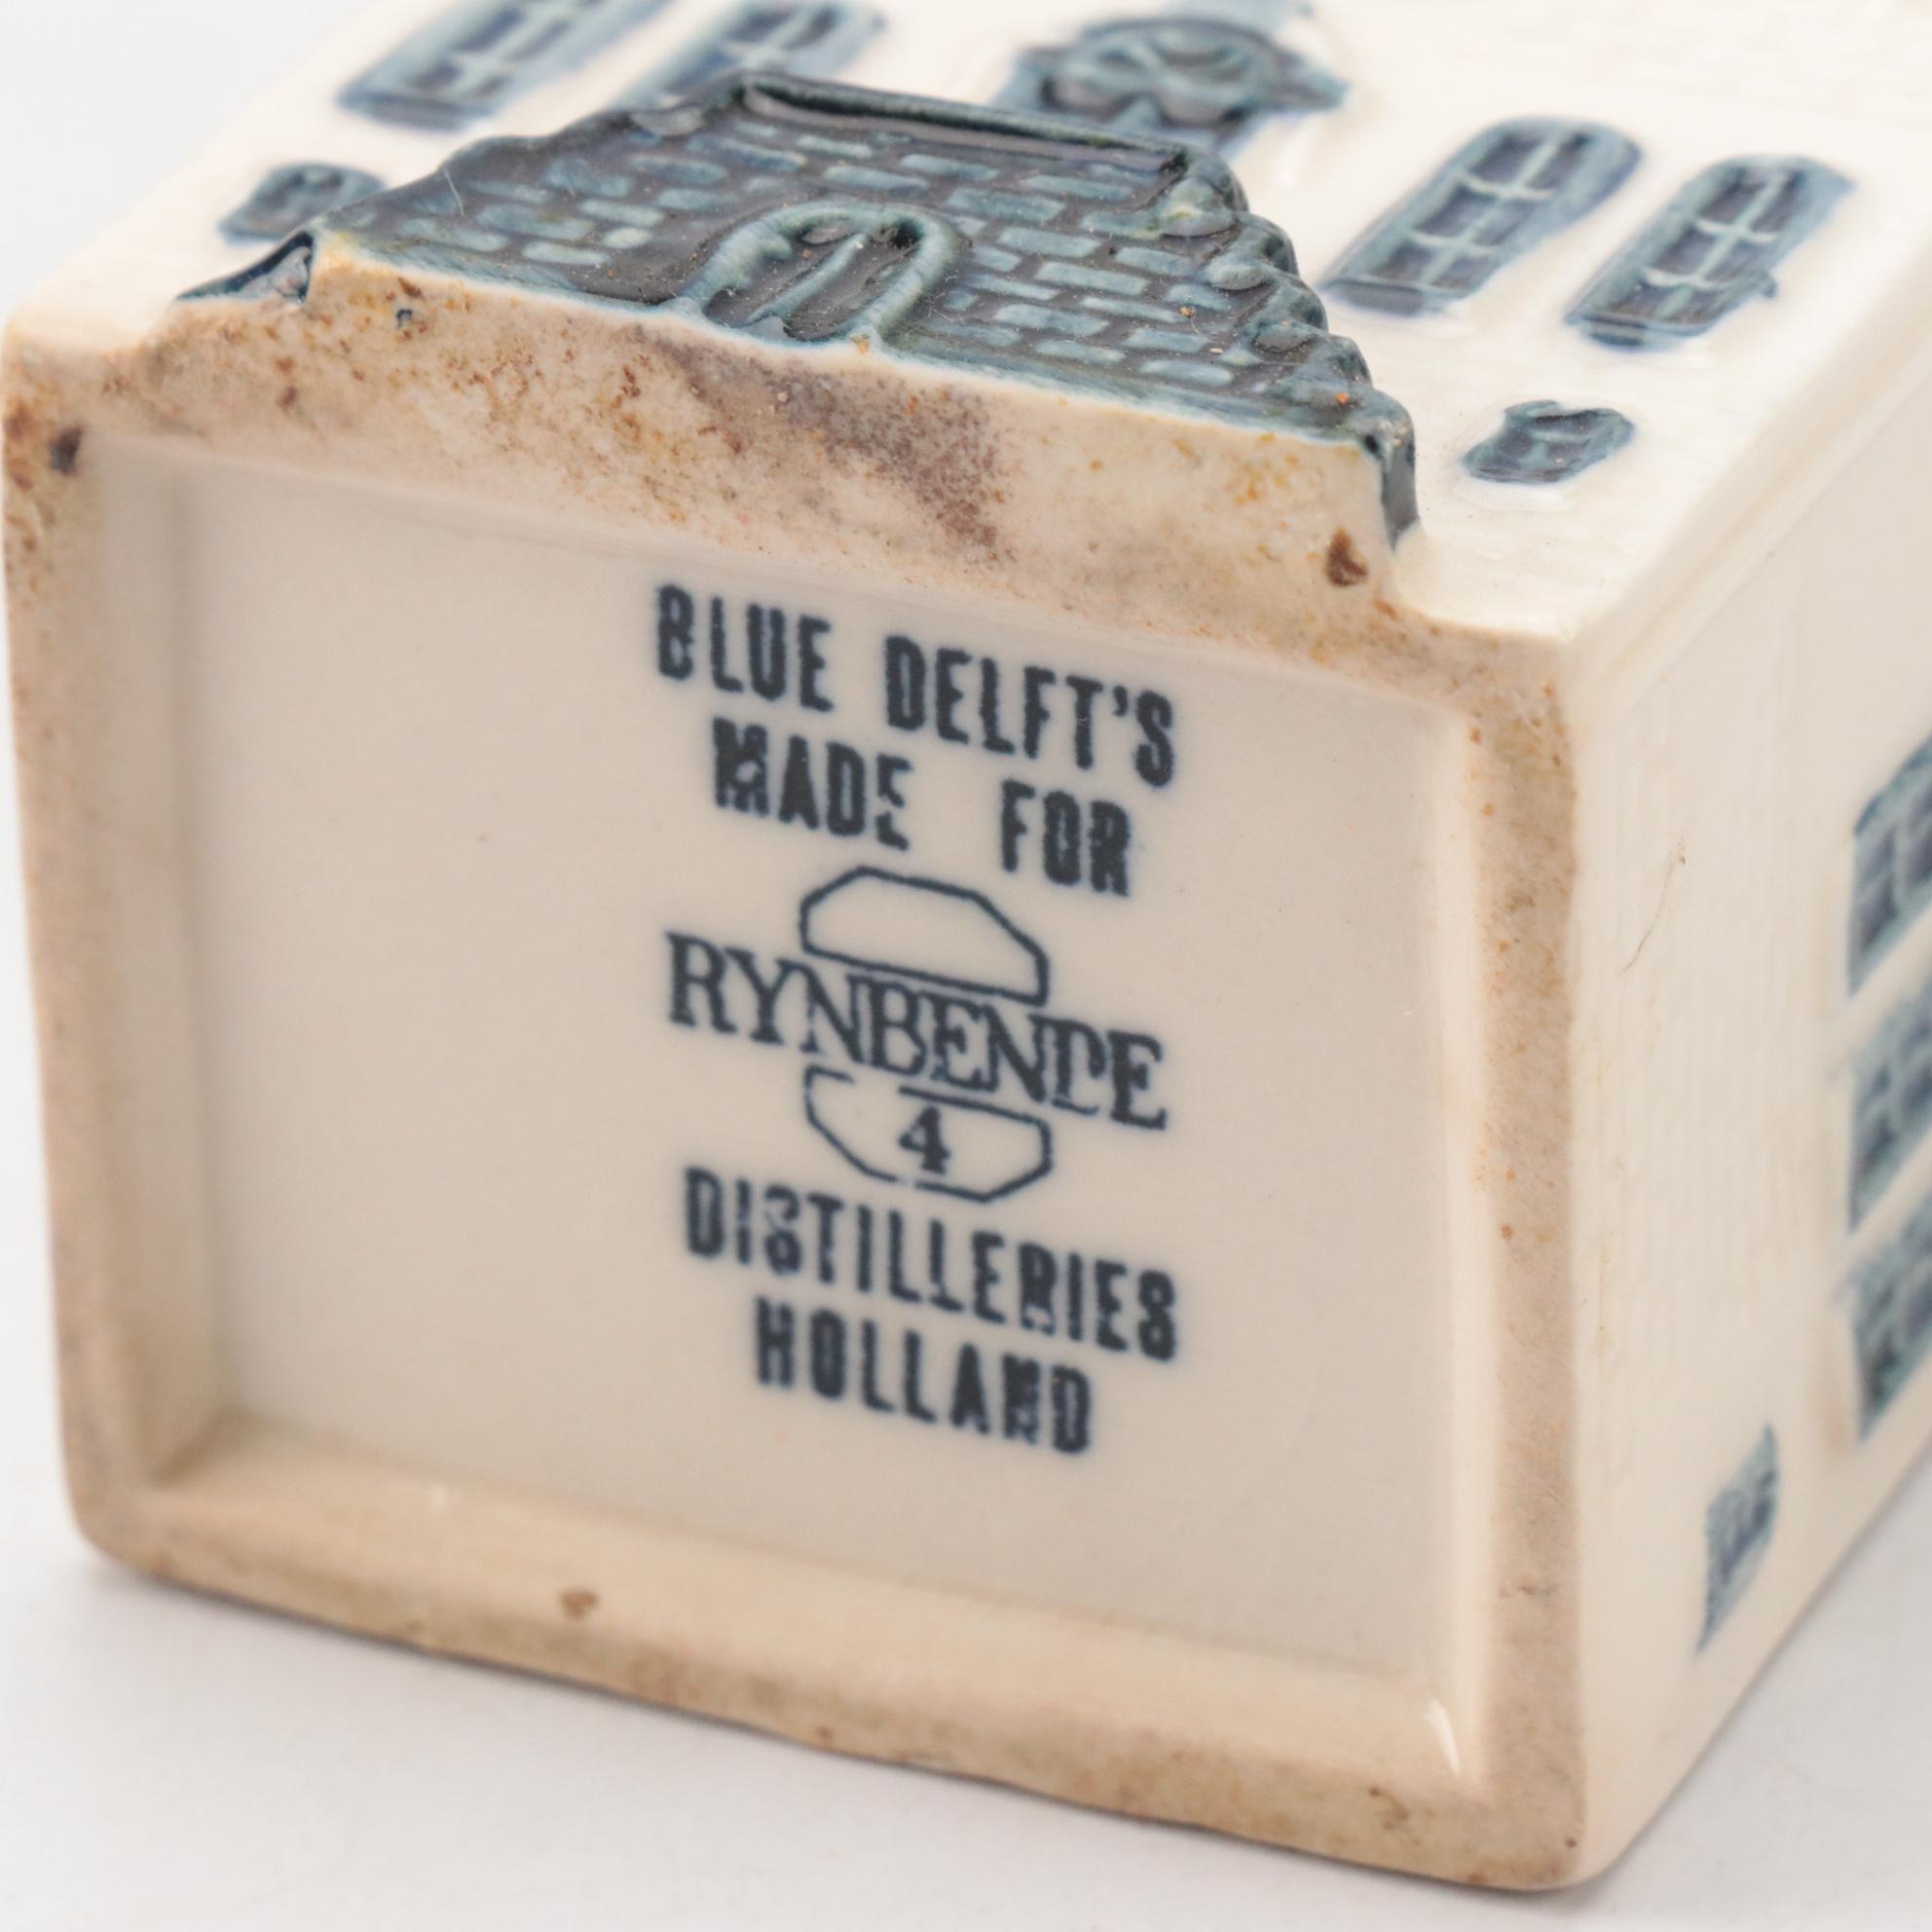 BLUE DELFT'S
MADE FOR
RYNBENDE
4
DISTILLERIES
HOLLAND